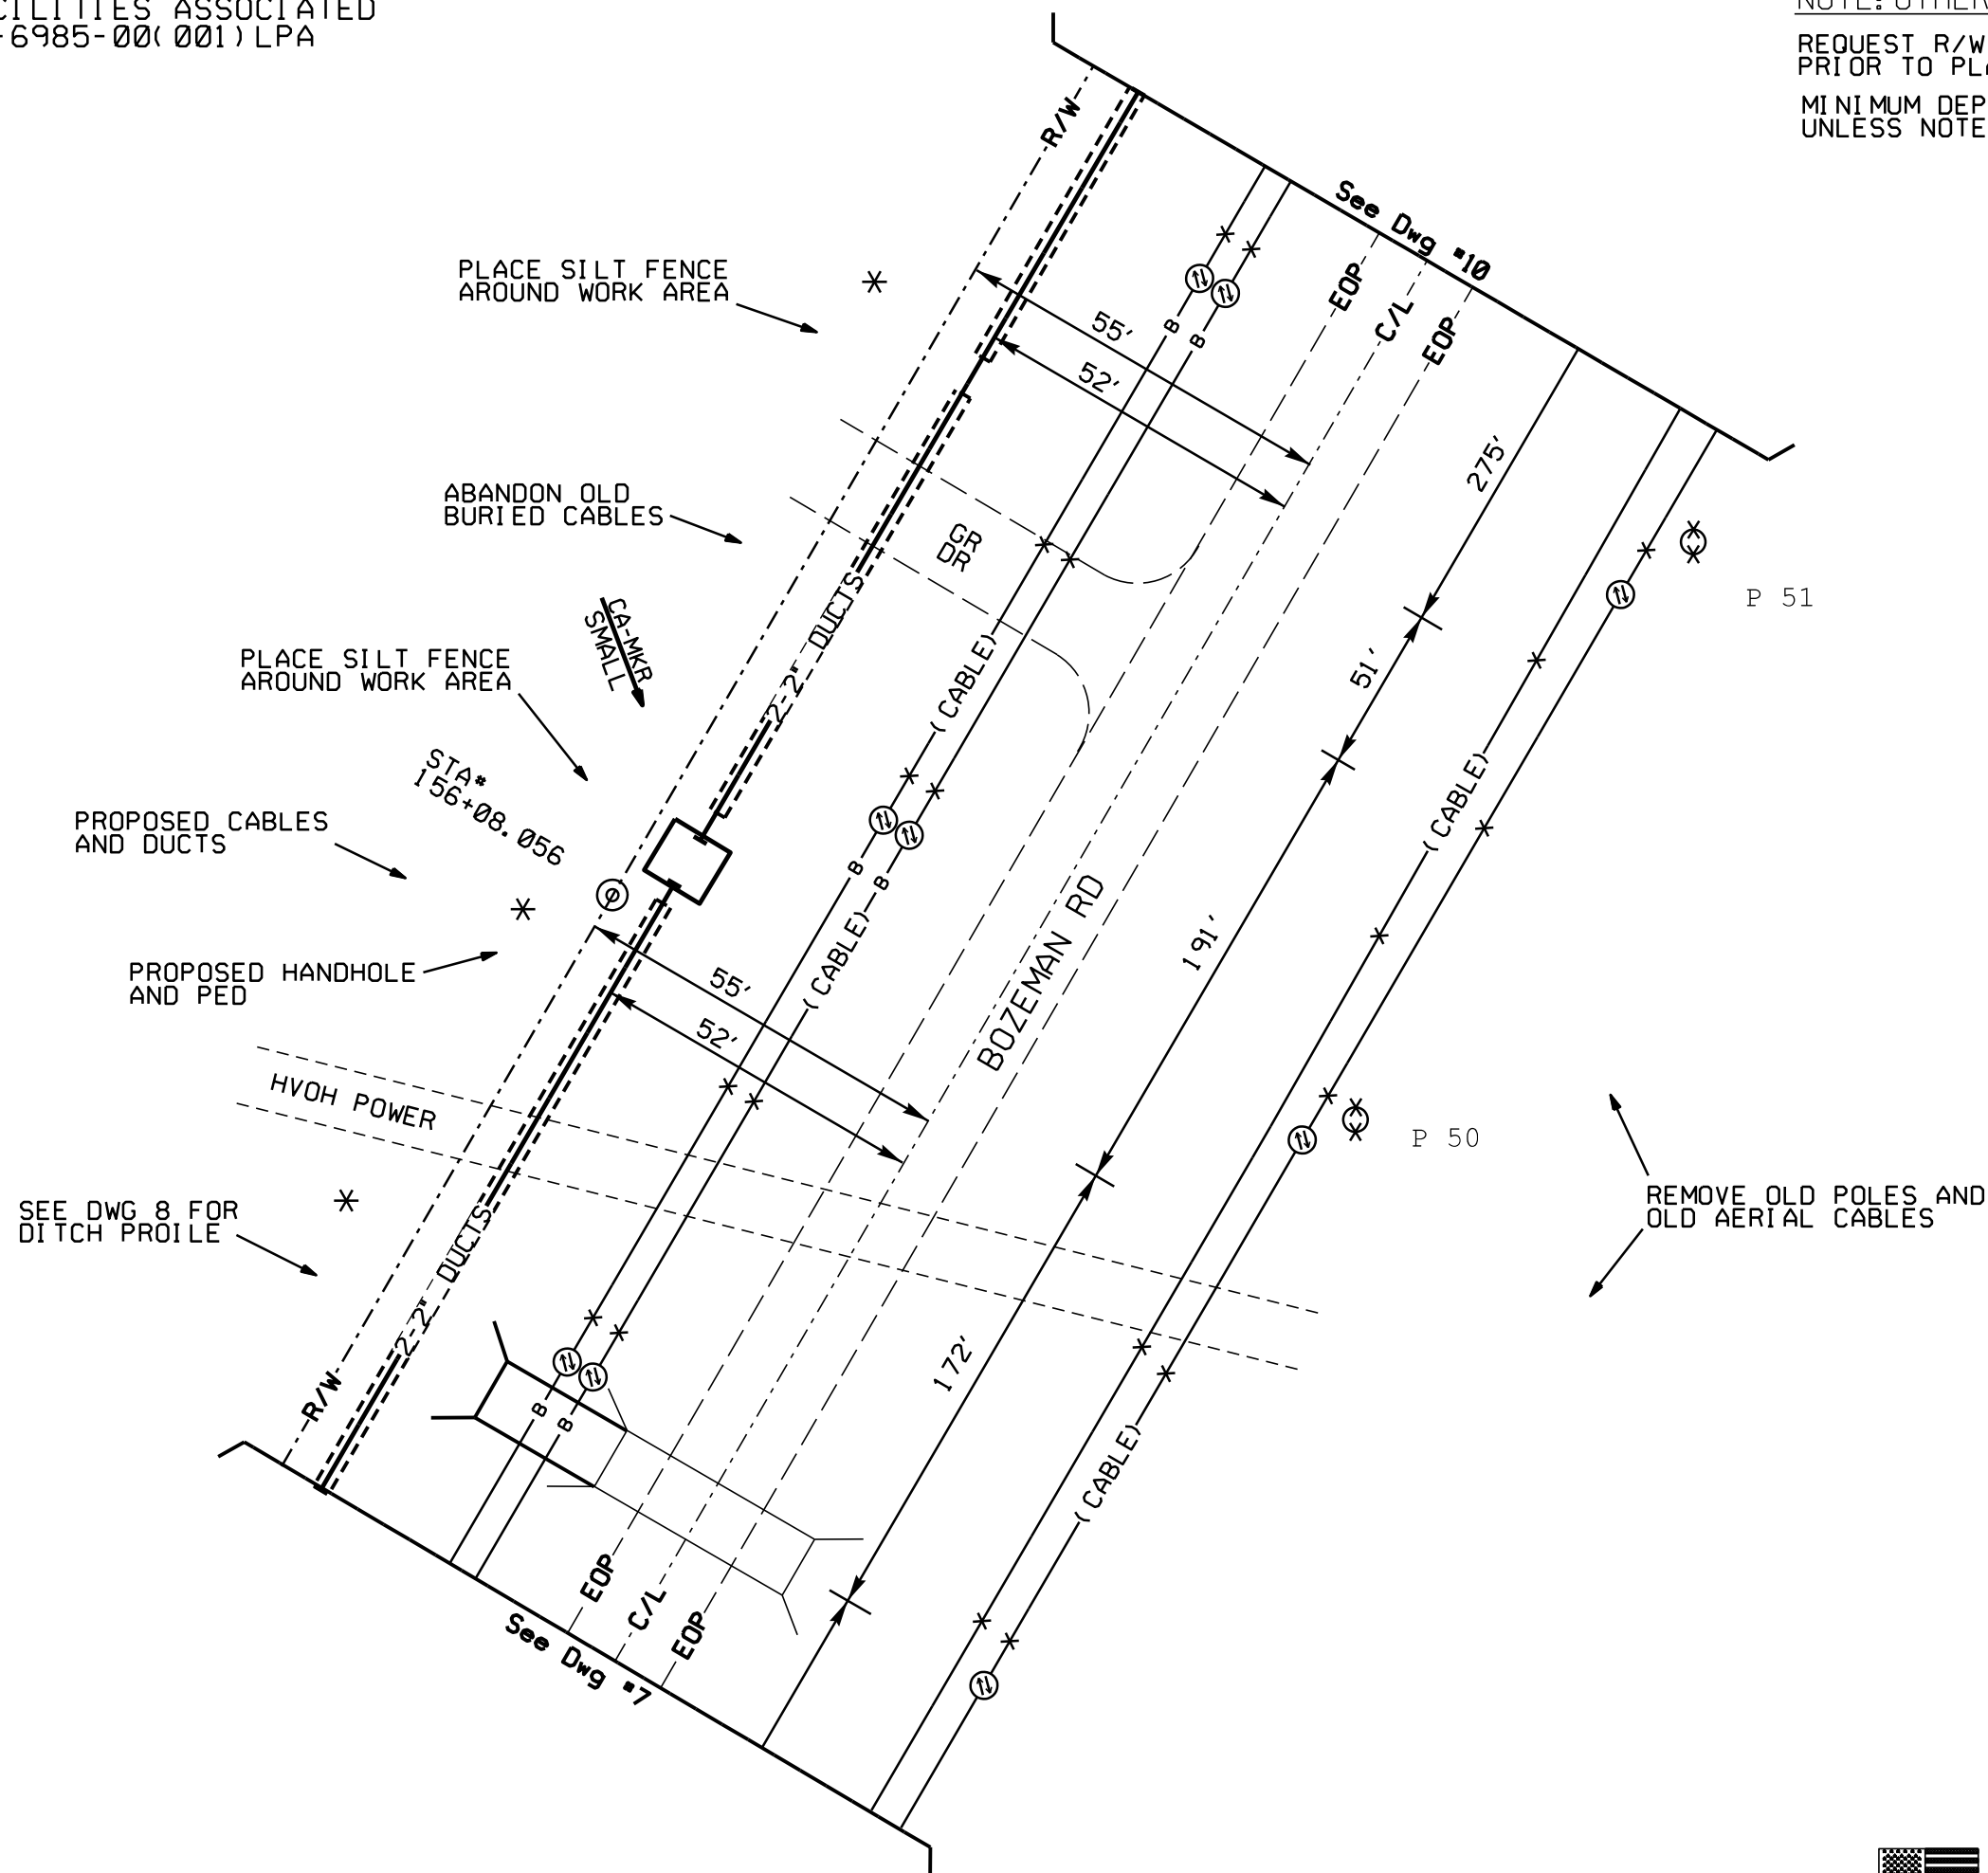 CILITIES ASSOCIATED
-6985-00(001)LPA
NOTE: OTHER
REQUEST R/W
PRIOR TO PLA
MINIMUM DEP
UNLESS NOTE
R/W
See Dwg #10
PLACE SILT FENCE
AROUND WORK AREA
EOP
C/L
EOP
B
B
55'
52'
275'
ABANDON OLD
BURIED CABLES
GR
DR
P 51
CA-MKR
SMALL
2-2" DUCTS
(CABLE)
51'
PLACE SILT FENCE
AROUND WORK AREA
STA#
156+08.056
PROPOSED CABLES
AND DUCTS
(CABLE)
B
B
(CABLE)
BOZEMAN RD
191'
PROPOSED HANDHOLE
AND PED
55'
52'
HVOH POWER
P 50
SEE DWG 8 FOR
DITCH PROILE
REMOVE OLD POLES AND
OLD AERIAL CABLES
2-2" DUCTS
172'
R/W
B
B
(CABLE)
EOP
C/L
EOP
See Dwg #7